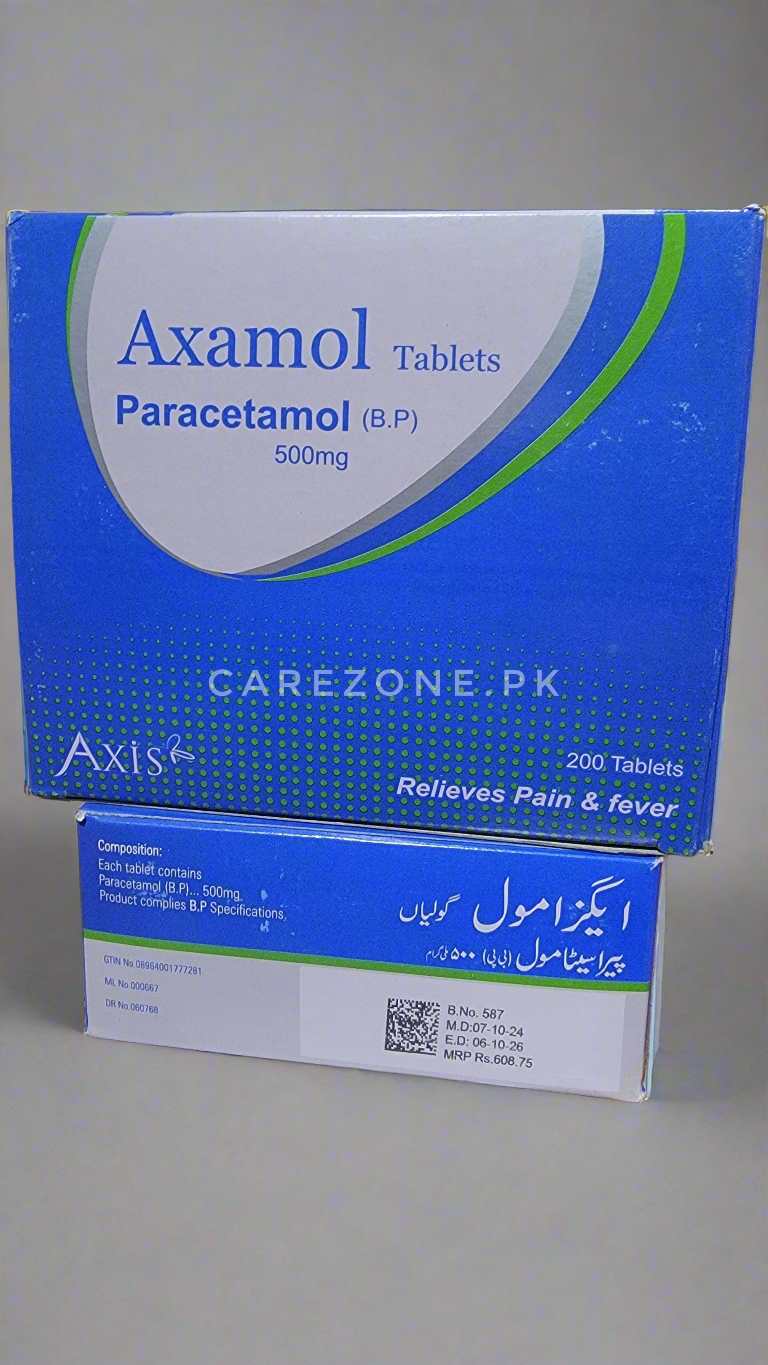 Axamol Tablets
Paracetamol (B.P)
500mg
CAREZONE.PK
Axis
200 Tablets
Relieves Pain & fever
Composition:
Each tablet contains
Paracetamol (B.P)... 500mg
Product complies B.P Specifications.
ایگزامول گولیاں
پیراسیٹامول (بی پی) ۵۰۰ ملی گرام
GTIN No.08964001777281
ML No.000667
DR No.060768
B.No. 587
M.D:07-10-24
E.D: 06-10-26
MRP Rs.608.75